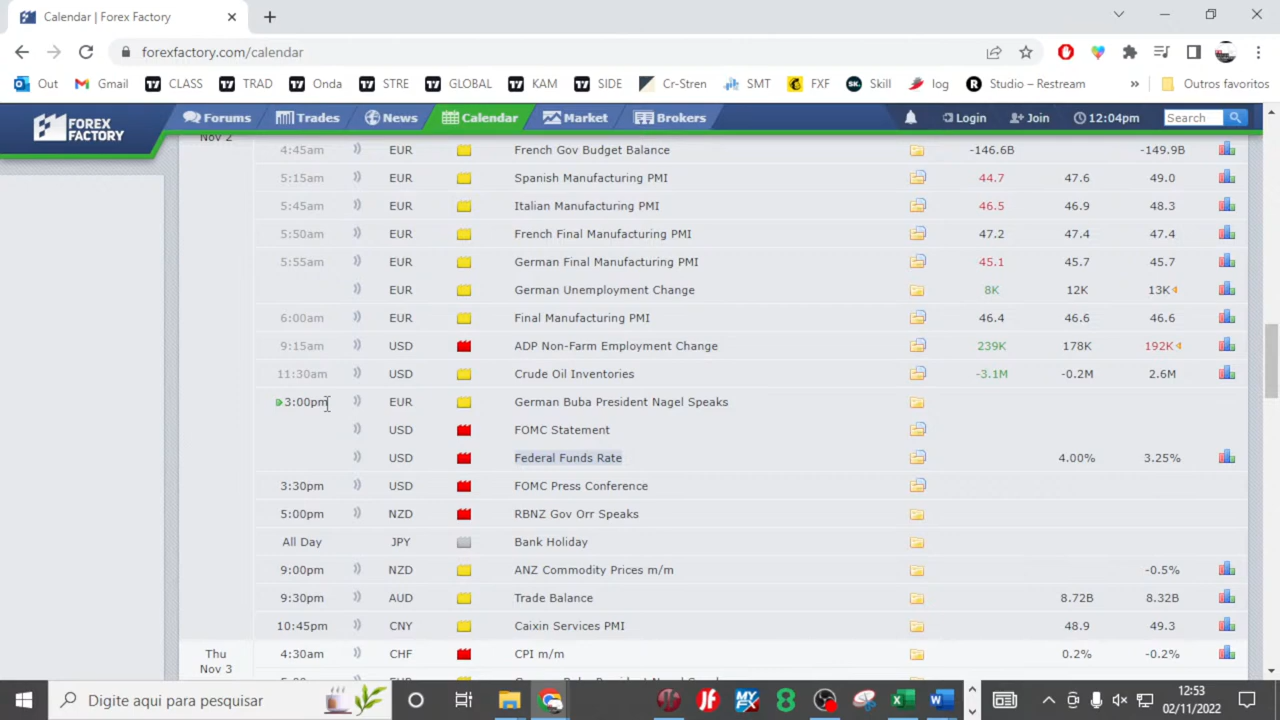 Calendar | Forex Factory
forexfactory.com/calendar
Out Gmail CLASS TRAD Onda STRE GLOBAL KAM SIDE Cr-Stren SMT FXF Skill log Studio – Restream » Outros favoritos
FOREX FACTORY Forums Trades News Calendar Market Brokers Login Join 12:04pm Search
Nov 2
4:45am EUR French Gov Budget Balance -146.6B -149.9B
5:15am EUR Spanish Manufacturing PMI 44.7 47.6 49.0
5:45am EUR Italian Manufacturing PMI 46.5 46.9 48.3
5:50am EUR French Final Manufacturing PMI 47.2 47.4 47.4
5:55am EUR German Final Manufacturing PMI 45.1 45.7 45.7
EUR German Unemployment Change 8K 12K 13K
6:00am EUR Final Manufacturing PMI 46.4 46.6 46.6
9:15am USD ADP Non-Farm Employment Change 239K 178K 192K
11:30am USD Crude Oil Inventories -3.1M -0.2M 2.6M
3:00pm EUR German Buba President Nagel Speaks
USD FOMC Statement
USD Federal Funds Rate 4.00% 3.25%
3:30pm USD FOMC Press Conference
5:00pm NZD RBNZ Gov Orr Speaks
All Day JPY Bank Holiday
9:00pm NZD ANZ Commodity Prices m/m -0.5%
9:30pm AUD Trade Balance 8.72B 8.32B
10:45pm CNY Caixin Services PMI 48.9 49.3
Thu Nov 3 4:30am CHF CPI m/m 0.2% -0.2%
Digite aqui para pesquisar
12:53
02/11/2022